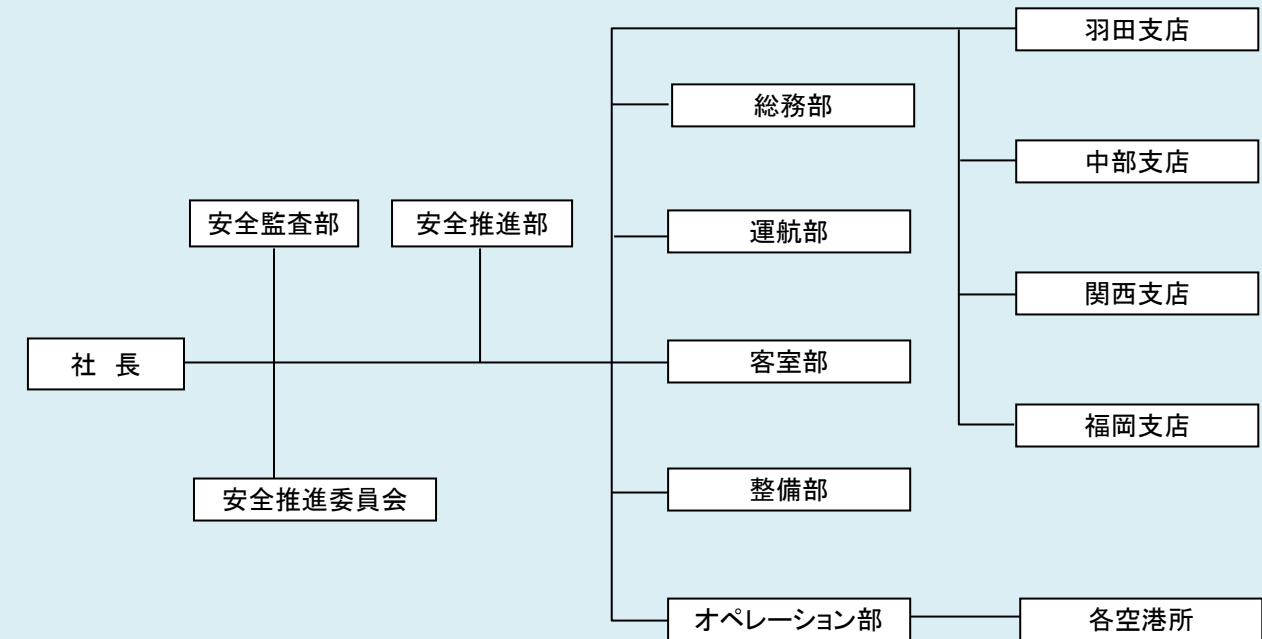 羽田支店
総務部
中部支店
安全監査部
安全推進部
運航部
関西支店
社 長
客室部
福岡支店
安全推進委員会
整備部
オペレーション部
各空港所